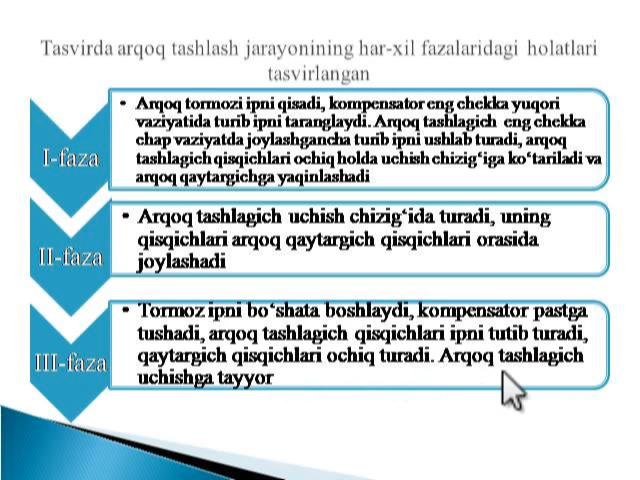 Tasvirda arqoq tashlash jarayonining har-xil fazalaridagi holatlari
tasvirlangan
I-faza
• Arqoq tormozi ipni qisadi, kompensator eng chekka yuqori
vaziyatida turib ipni taranglaydi. Arqoq tashlagich eng chekka
chap vaziyatda joylashgancha turib ipni ushlab turadi, arqoq
tashlagich qisqichlari ochiq holda uchish chizig‘iga ko‘tariladi va
arqoq qaytargichga yaqinlashadi
II-faza
• Arqoq tashlagich uchish chizig‘ida turadi, uning
qisqichlari arqoq qaytargich qisqichlari orasida
joylashadi
III-faza
• Tormoz ipni bo‘shata boshlaydi, kompensator pastga
tushadi, arqoq tashlagich qisqichlari ipni tutib turadi,
qaytargich qisqichlari ochiq turadi. Arqoq tashlagich
uchishga tayyor